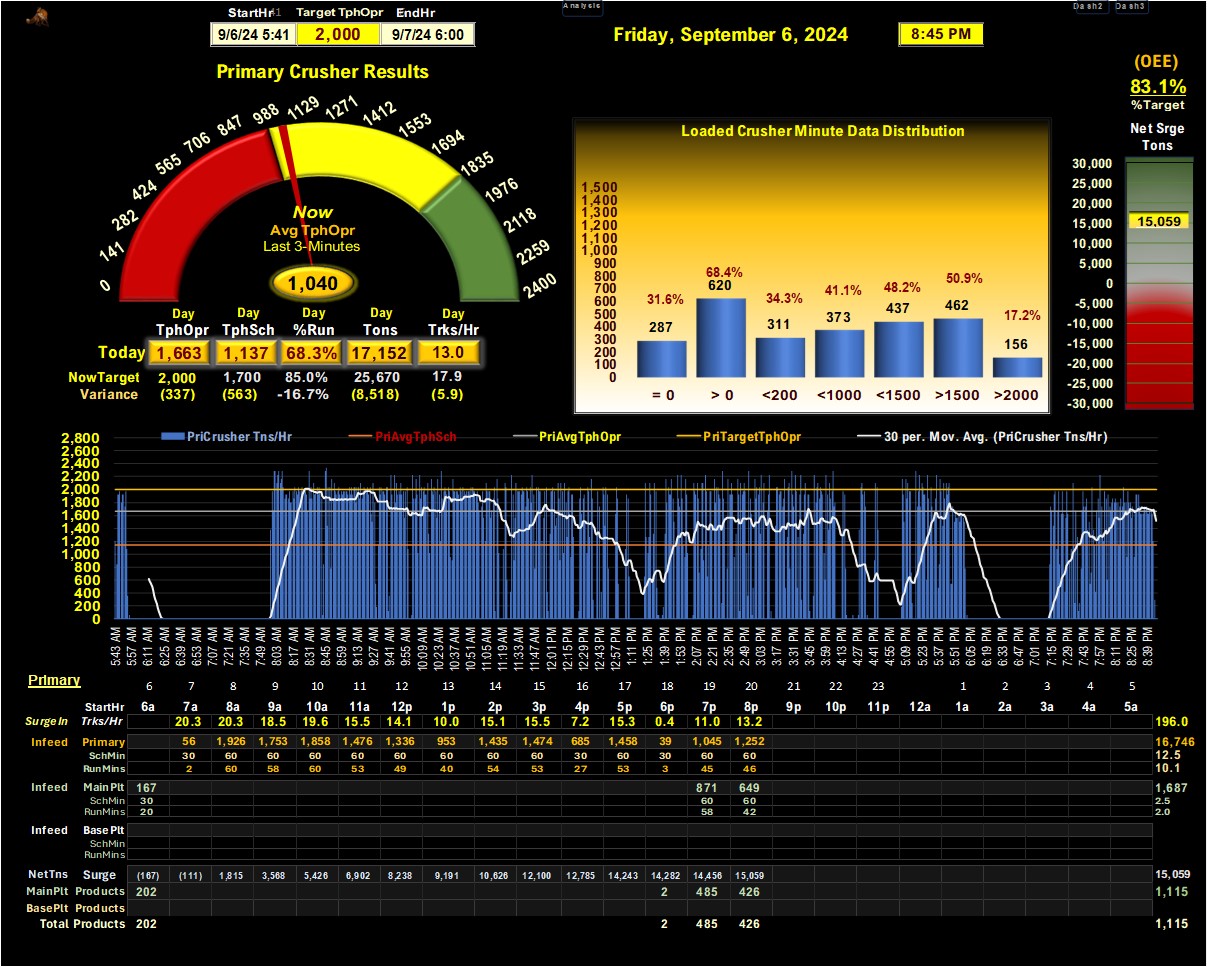 Analysis Dash2 Dash3
StartHr41 Target TphOpr EndHr
9/6/24 5:41 2,000 9/7/24 6:00
Friday, September 6, 2024 8:45 PM
Primary Crusher Results
0 141 282 424 565 706 847 988 1129 1271 1412 1553 1694 1835 1976 2118 2259 2400
Now
Avg TphOpr
Last 3-Minutes
1,040
Day Day Day Day Day
TphOpr TphSch %Run Tons Trks/Hr
Today 1,663 1,137 68.3% 17,152 13.0
NowTarget 2,000 1,700 85.0% 25,670 17.9
Variance (337) (563) -16.7% (8,518) (5.9)
Loaded Crusher Minute Data Distribution
1,500
1,400
1,300
1,200
1,100
1,000
900
800
700
600
500
400
300
200
100
0
31.6% 68.4% 34.3% 41.1% 48.2% 50.9% 17.2%
287 620 311 373 437 462 156
= 0 > 0 <200 <1000 <1500 >1500 >2000
(OEE)
83.1%
%Target
Net Srge
Tons
30,000
25,000
20,000
15,000
10,000
5,000
0
-5,000
-10,000
-15,000
-20,000
-25,000
-30,000
15,059
PriCrusher Tns/Hr PriAvgTphSch PriAvgTphOpr PriTargetTphOpr 30 per. Mov. Avg. (PriCrusher Tns/Hr)
2,800
2,600
2,400
2,200
2,000
1,800
1,600
1,400
1,200
1,000
800
600
400
200
0
5:43 AM 5:57 AM 6:11 AM 6:25 AM 6:39 AM 6:53 AM 7:07 AM 7:21 AM 7:35 AM 7:49 AM 8:03 AM 8:17 AM 8:31 AM 8:45 AM 8:59 AM 9:13 AM 9:27 AM 9:41 AM 9:55 AM 10:09 AM 10:23 AM 10:37 AM 10:51 AM 11:05 AM 11:19 AM 11:33 AM 11:47 AM 12:01 PM 12:15 PM 12:29 PM 12:43 PM 12:57 PM 1:11 PM 1:25 PM 1:39 PM 1:53 PM 2:07 PM 2:21 PM 2:35 PM 2:49 PM 3:03 PM 3:17 PM 3:31 PM 3:45 PM 3:59 PM 4:13 PM 4:27 PM 4:41 PM 4:55 PM 5:09 PM 5:23 PM 5:37 PM 5:51 PM 6:05 PM 6:19 PM 6:33 PM 6:47 PM 7:01 PM 7:15 PM 7:29 PM 7:43 PM 7:57 PM 8:11 PM 8:25 PM 8:39 PM
Primary 6 7 8 9 10 11 12 13 14 15 16 17 18 19 20 21 22 23 1 2 3 4 5
StartHr 6a 7a 8a 9a 10a 11a 12p 1p 2p 3p 4p 5p 6p 7p 8p 9p 10p 11p 12a 1a 2a 3a 4a 5a
SurgeIn Trks/Hr 20.3 20.3 18.5 19.6 15.5 14.1 10.0 15.1 15.5 7.2 15.3 0.4 11.0 13.2 196.0
Infeed Primary 56 1,926 1,753 1,858 1,476 1,336 953 1,435 1,474 685 1,458 39 1,045 1,252 16,746
SchMin 30 60 60 60 60 60 60 60 60 60 60 30 60 60 12.5
RunMins 2 60 58 60 53 49 40 54 53 27 53 3 45 46 10.1
Infeed MainPlt 167 871 649 1,687
SchMin 30 60 60 2.5
RunMins 20 58 42 2.0
Infeed BasePlt
SchMin
RunMins
NetTns Surge (167) (111) 1,815 3,568 5,426 6,902 8,238 9,191 10,626 12,100 12,785 14,243 14,282 14,456 15,059 15,059
MainPlt Products 202 2 485 426 1,115
BasePlt Products
Total Products 202 2 485 426 1,115